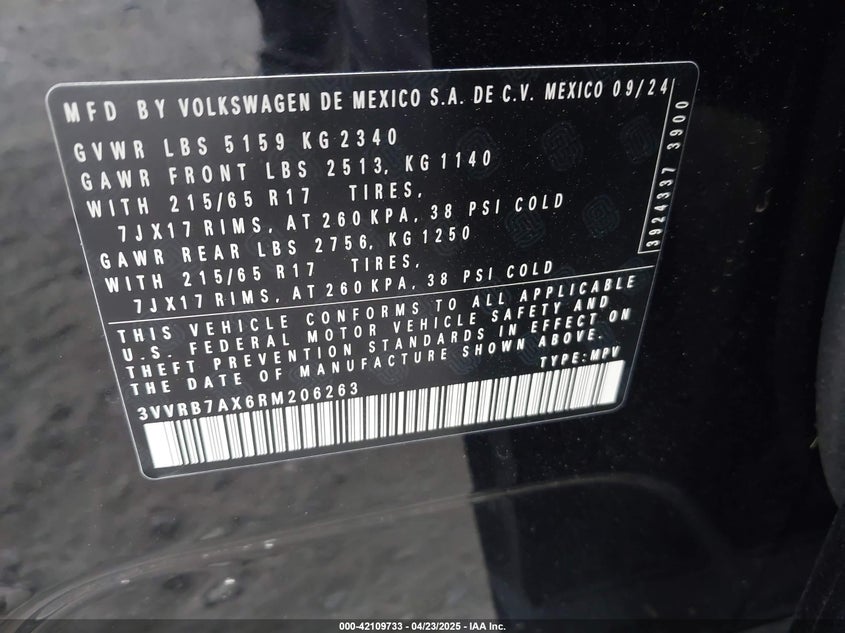 MFD BY VOLKSWAGEN DE MEXICO S.A. DE C.V. MEXICO 09/24
GVWR LBS 5159 KG 2340
GAWR FRONT LBS 2513, KG 1140
WITH 215/65 R17 TIRES,
7JX17 RIMS, AT 260 KPA, 38 PSI COLD
GAWR REAR LBS 2756, KG 1250
WITH 215/65 R17 TIRES,
7JX17 RIMS, AT 260 KPA, 38 PSI COLD
3924337 3900
THIS VEHICLE CONFORMS TO ALL APPLICABLE
U.S. FEDERAL MOTOR VEHICLE SAFETY AND
THEFT PREVENTION STANDARDS IN EFFECT ON
THE DATE OF MANUFACTURE SHOWN ABOVE.
TYPE: MPV
3VVRB7AX6RM206263
000-42109733 - 04/23/2025 - IAA Inc.